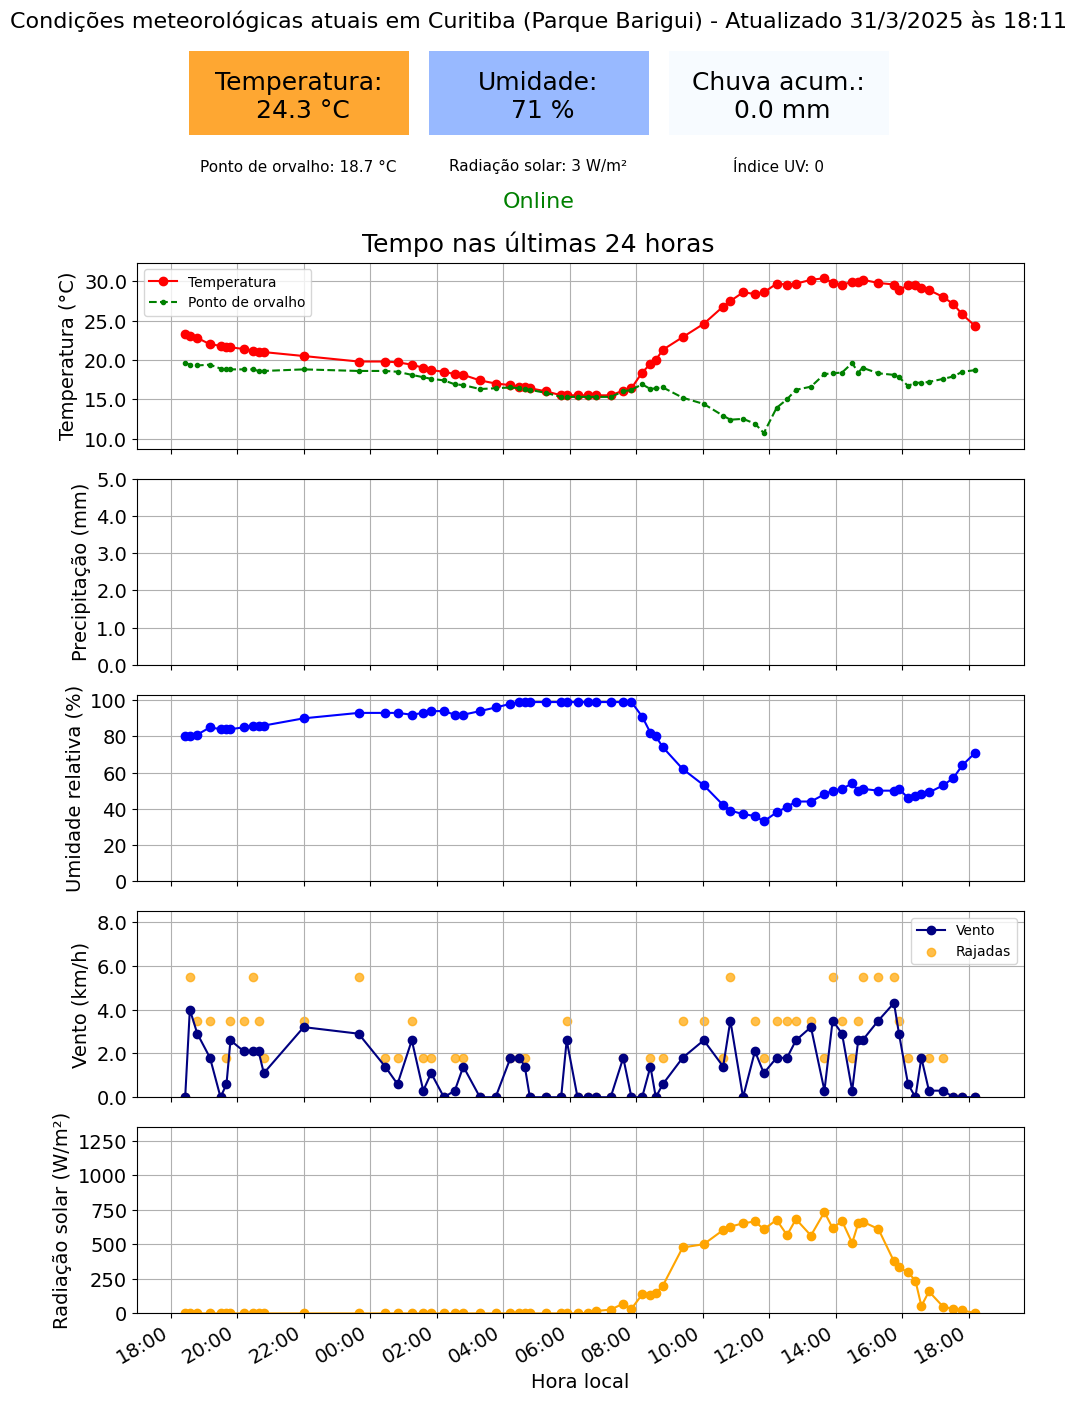 Condições meteorológicas atuais em Curitiba (Parque Barigui) - Atualizado 31/3/2025 às 18:11
Temperatura:
24.3 °C
Umidade:
71 %
Chuva acum.:
0.0 mm
Ponto de orvalho: 18.7 °C
Radiação solar: 3 W/m²
Índice UV: 0
Online
Tempo nas últimas 24 horas
Temperatura (°C)
30.0
25.0
20.0
15.0
10.0
Temperatura
Ponto de orvalho
Precipitação (mm)
5.0
4.0
3.0
2.0
1.0
0.0
Umidade relativa (%)
100
80
60
40
20
0
Vento (km/h)
8.0
6.0
4.0
2.0
0.0
Vento
Rajadas
Radiação solar (W/m²)
1250
1000
750
500
250
0
18:00
20:00
22:00
00:00
02:00
04:00
06:00
08:00
10:00
12:00
14:00
16:00
18:00
Hora local